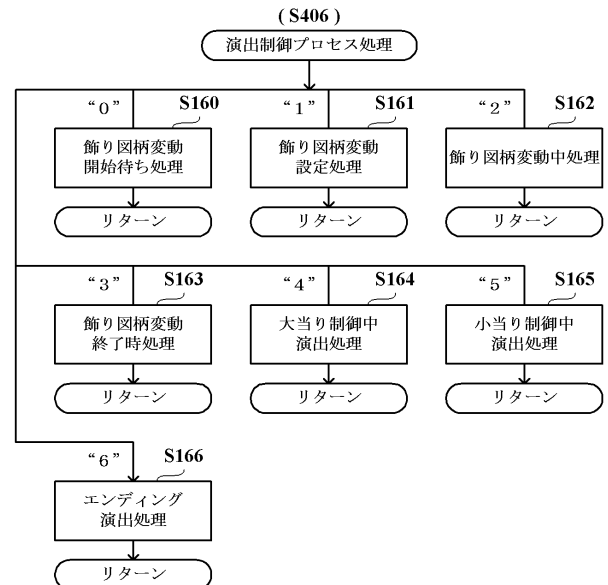 ( S406 )
演出制御プロセス処理
“0” S160 “1” S161 “2” S162
飾り図柄変動
開始待ち処理
飾り図柄変動
設定処理
飾り図柄変動中処理
リターン
リターン
リターン
“3” S163 “4” S164 “5” S165
飾り図柄変動
終了時処理
大当り制御中
演出処理
小当り制御中
演出処理
リターン
リターン
リターン
“6” S166
エンディング
演出処理
リターン